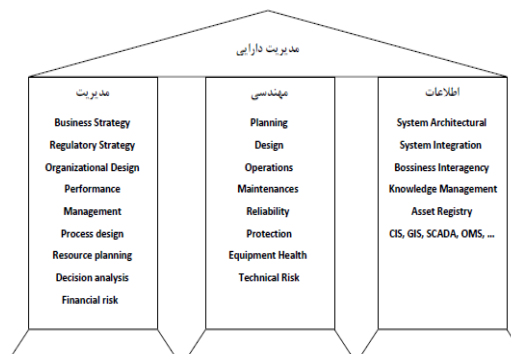 مدیریت دارایی
مدیریت
Business Strategy
Regulatory Strategy
Organizational Design
Performance
Management
Process design
Resource planning
Decision analysis
Financial risk
مهندسی
Planning
Design
Operations
Maintenances
Reliability
Protection
Equipment Health
Technical Risk
اطلاعات
System Architectural
System Integration
Bossiness Interagency
Knowledge Management
Asset Registry
CIS, GIS, SCADA, OMS, ...